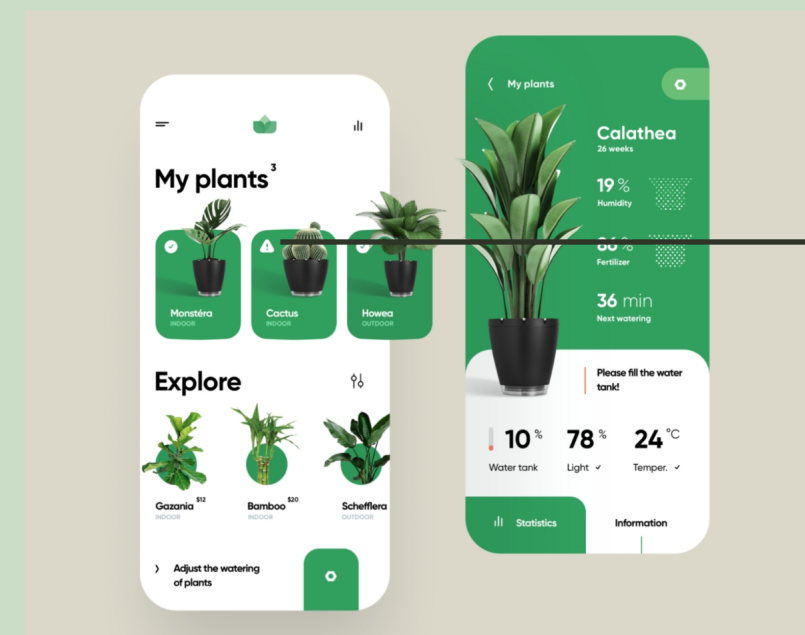 My plants 3
Monstéra
INDOOR
Cactus
INDOOR
Howea
OUTDOOR
Explore
Gazania $12
INDOOR
Bamboo $20
INDOOR
Schefflera
OUTDOOR
Adjust the watering
of plants
My plants
Calathea
26 weeks
19 %
Humidity
%
Fertilizer
36 min
Next watering
Please fill the water
tank!
10 %
Water tank
78 %
Light
24 °C
Temper.
Statistics
Information